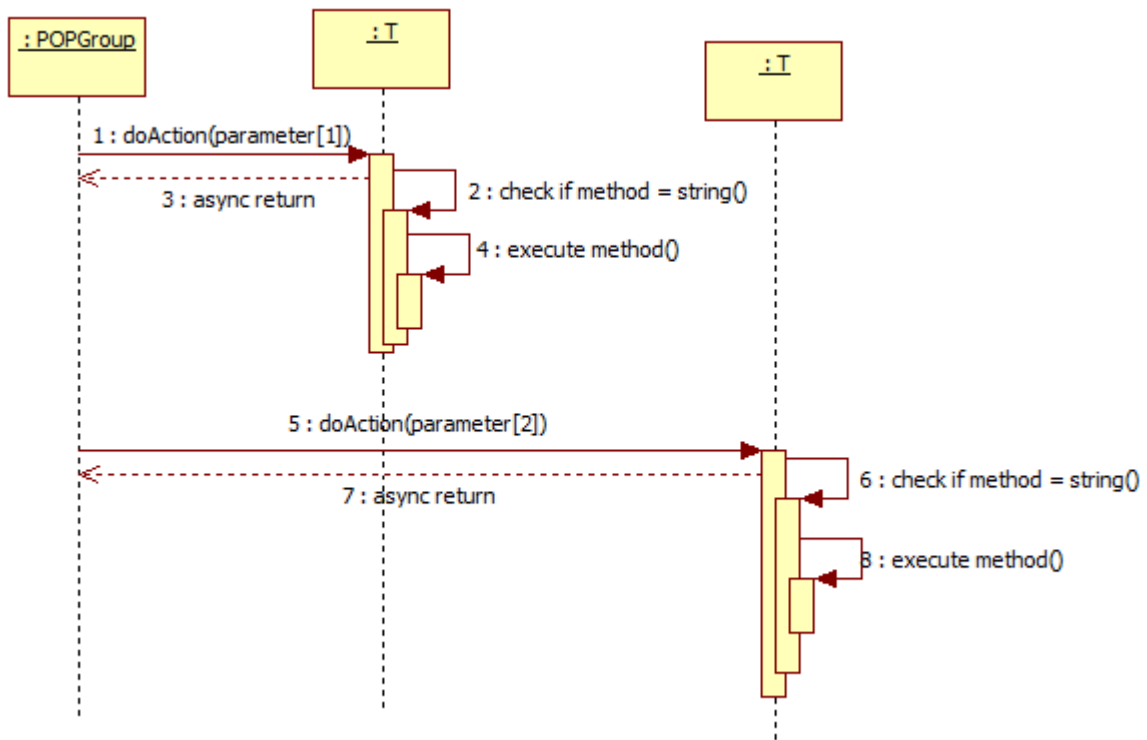 : POPGroup
: T
: T
1 : doAction(parameter[1])
2 : check if method = string()
3 : async return
4 : execute method()
5 : doAction(parameter[2])
6 : check if method = string()
7 : async return
8 : execute method()